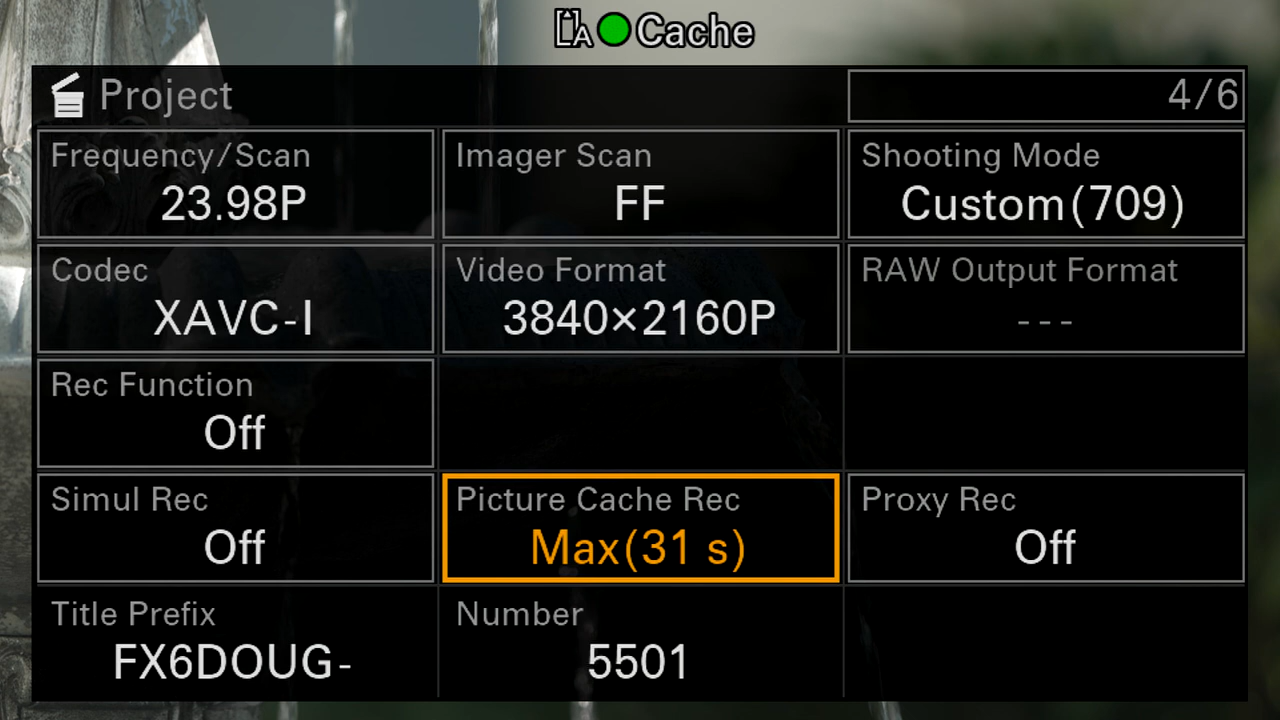 A Cache
Project 4/6
Frequency/Scan Imager Scan Shooting Mode
23.98P FF Custom(709)
Codec Video Format RAW Output Format
XAVC-I 3840×2160P ---
Rec Function
Off
Simul Rec Picture Cache Rec Proxy Rec
Off Max(31 s) Off
Title Prefix Number
FX6DOUG- 5501